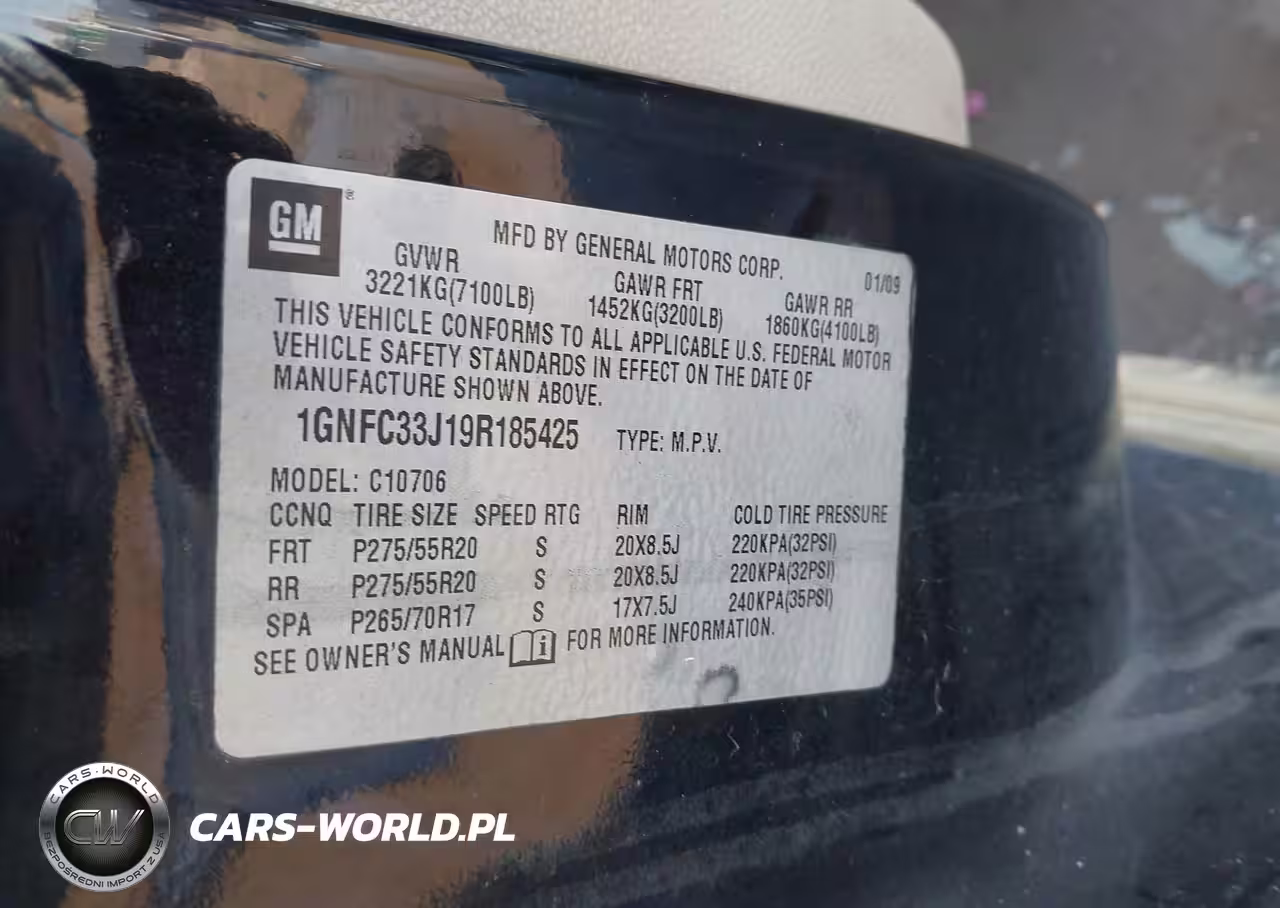 GM
®
MFD BY GENERAL MOTORS CORP.
01/09
GVWR GAWR FRT GAWR RR
3221KG(7100LB) 1452KG(3200LB) 1860KG(4100LB)
THIS VEHICLE CONFORMS TO ALL APPLICABLE U.S. FEDERAL MOTOR
VEHICLE SAFETY STANDARDS IN EFFECT ON THE DATE OF
MANUFACTURE SHOWN ABOVE.
1GNFC33J19R185425 TYPE: M.P.V.
MODEL: C10706
CCNQ TIRE SIZE SPEED RTG RIM COLD TIRE PRESSURE
FRT P275/55R20 S 20X8.5J 220KPA(32PSI)
RR P275/55R20 S 20X8.5J 220KPA(32PSI)
SPA P265/70R17 S 17X7.5J 240KPA(35PSI)
SEE OWNER'S MANUAL i FOR MORE INFORMATION.
CARS-WORLD
CW
BEZPOŚREDNI IMPORT Z USA
CARS-WORLD.PL